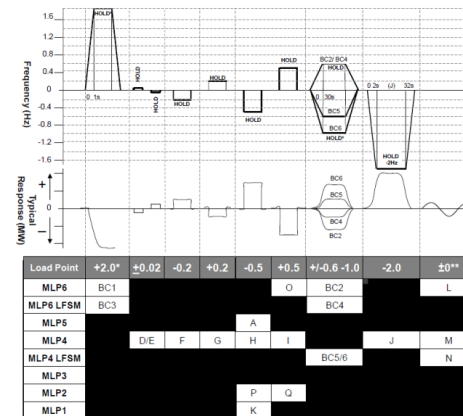 1.6
1.2
0.8
0.4
0
-0.4
-0.8
-1.2
-1.6
Frequency (Hz)
HOLD*
0 1s
HOLD
HOLD
HOLD
HOLD
HOLD
HOLD
BC2/ BC4
HOLD
0 30s
BC5
BC6
HOLD*
0 2s (J) 32s
HOLD
-2Hz
+
0
Typical
Response (MW)
BC6
BC5
BC4
BC2
Load Point +2.0* ±0.02 -0.2 +0.2 -0.5 +0.5 +/-0.6 -1.0 -2.0 ±0**
MLP6 BC1 O BC2 L
MLP6 LFSM BC3 BC4
MLP5 A
MLP4 D/E F G H I J M
MLP4 LFSM BC5/6 N
MLP3
MLP2 P Q
MLP1 K